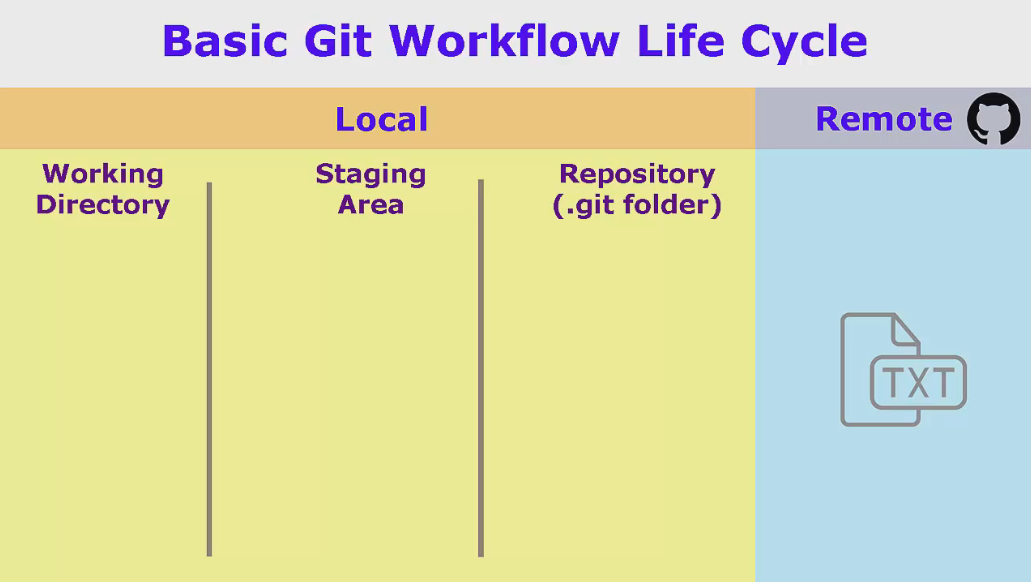 Basic Git Workflow Life Cycle
Local
Remote
Working
Directory
Staging
Area
Repository
(.git folder)
TXT